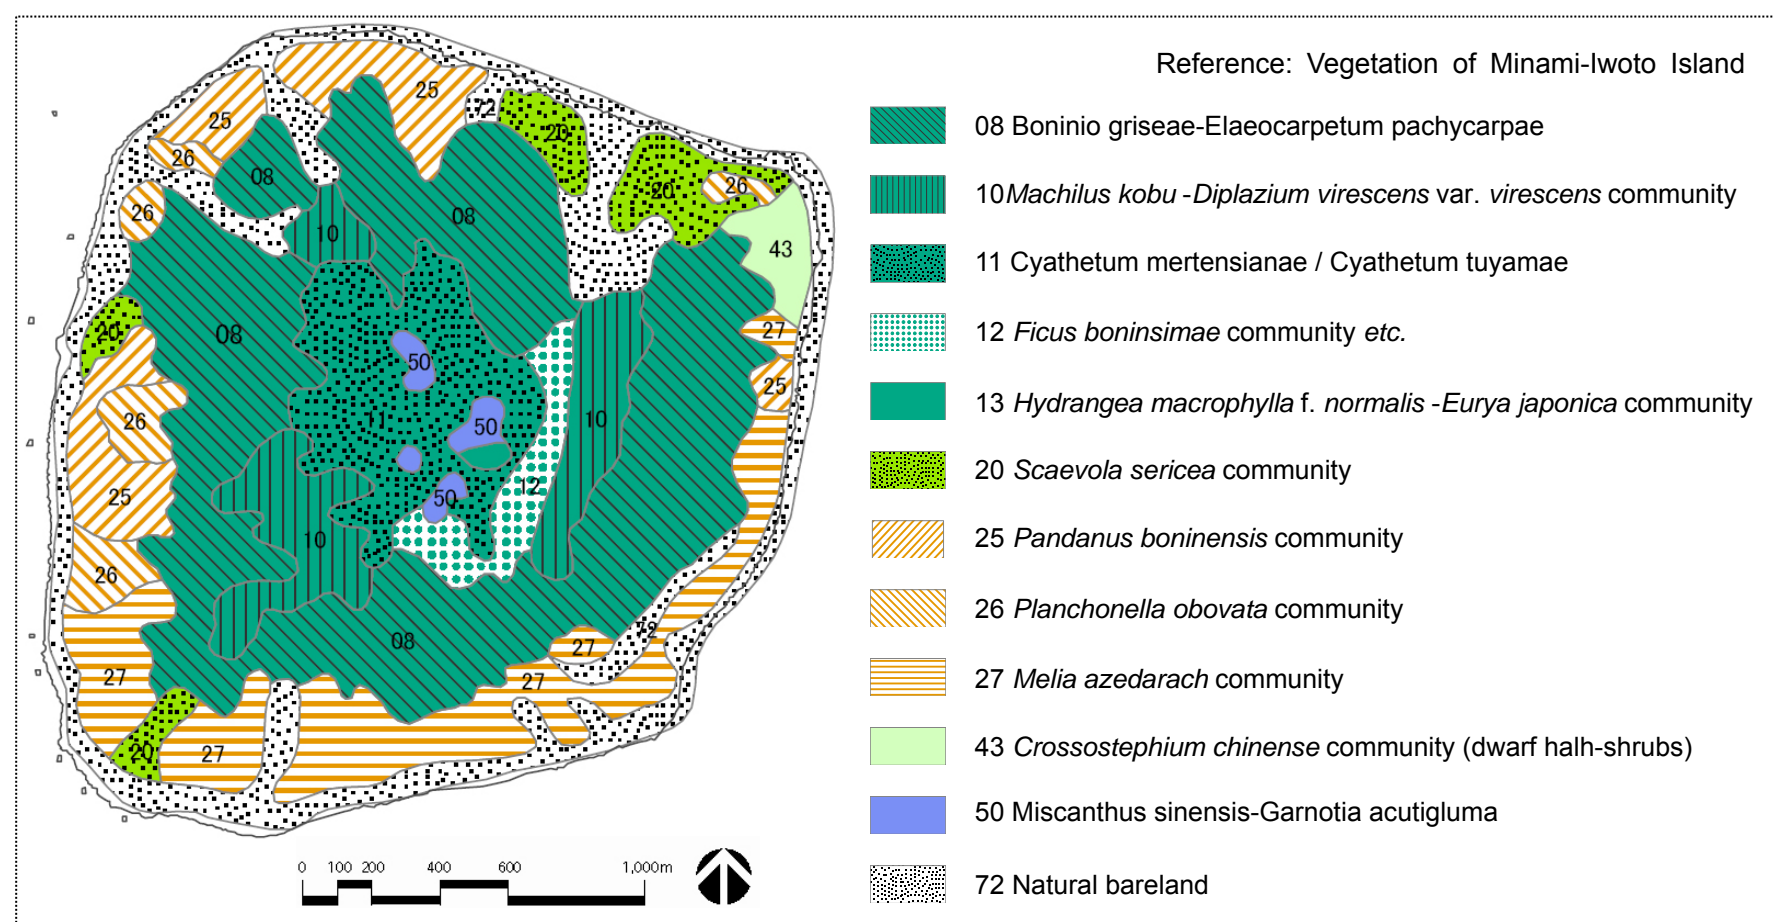 Reference: Vegetation of Minami-Iwoto Island
08 Boninio griseae-Elaeocarpetum pachycarpae
10 Machilus kobu -Diplazium virescens var. virescens community
11 Cyathetum mertensianae / Cyathetum tuyamae
12 Ficus boninsimae community etc.
13 Hydrangea macrophylla f. normalis -Eurya japonica community
20 Scaevola sericea community
25 Pandanus boninensis community
26 Planchonella obovata community
27 Melia azedarach community
43 Crossostephium chinense community (dwarf halh-shrubs)
50 Miscanthus sinensis-Garnotia acutigluma
72 Natural bareland
25
72
25
20
26
08
26
20
26
08
10
43
20
08
27
50
25
26
11
50
10
25
50
12
10
26
72
08
27
27
27
20
27
0 100 200 400 600 1,000m